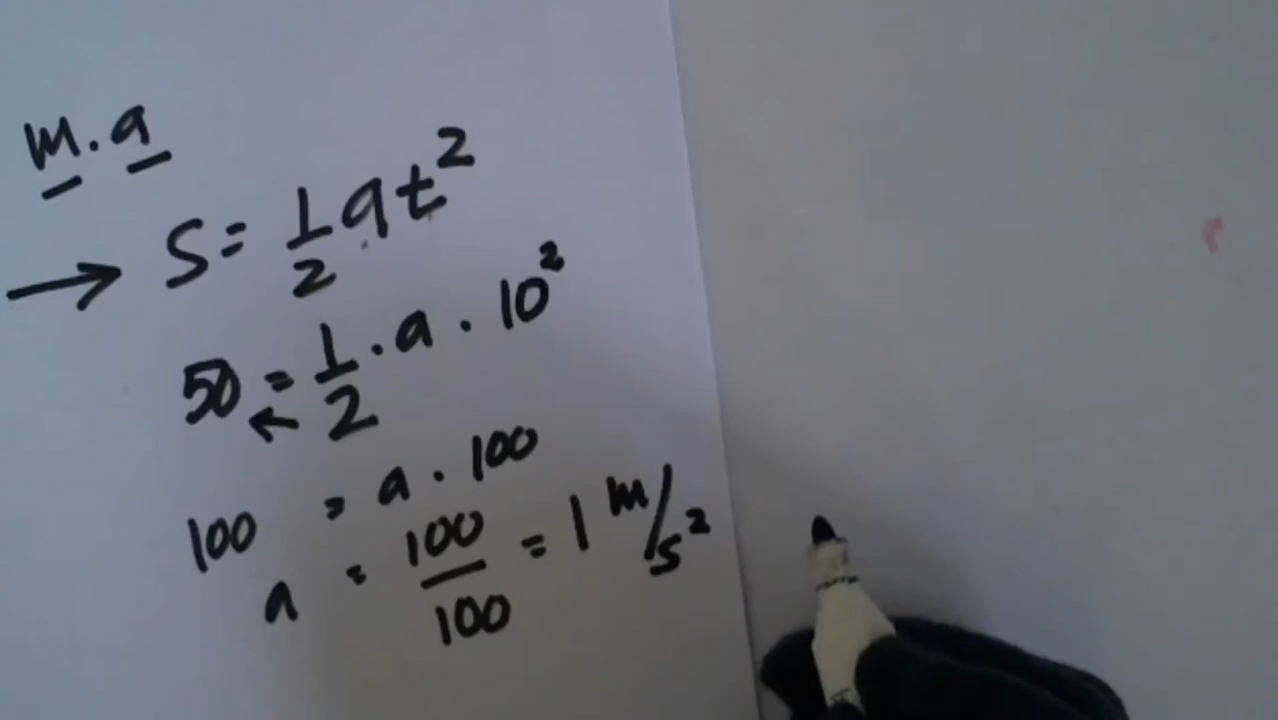 m.a
→ S = 1/2 at²
50 = 1/2 . a . 10²
←
100 = a . 100
a = 100/100 = 1 m/s²